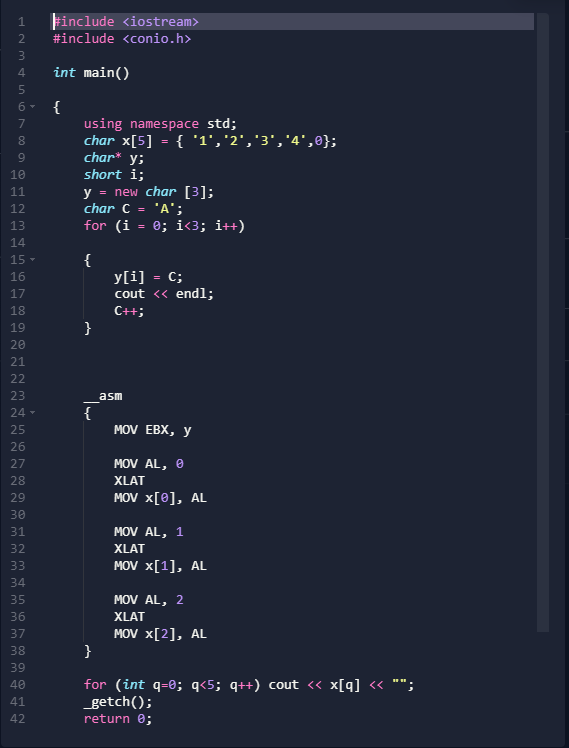 1 #include <iostream>
2 #include <conio.h>
3
4 int main()
5
6 {
7 using namespace std;
8 char x[5] = { '1','2','3','4',0};
9 char* y;
10 short i;
11 y = new char [3];
12 char C = 'A';
13 for (i = 0; i<3; i++)
14
15 {
16 y[i] = C;
17 cout << endl;
18 C++;
19 }
20
21
22
23 __asm
24 {
25 MOV EBX, y
26
27 MOV AL, 0
28 XLAT
29 MOV x[0], AL
30
31 MOV AL, 1
32 XLAT
33 MOV x[1], AL
34
35 MOV AL, 2
36 XLAT
37 MOV x[2], AL
38 }
39
40 for (int q=0; q<5; q++) cout << x[q] << "";
41 _getch();
42 return 0;